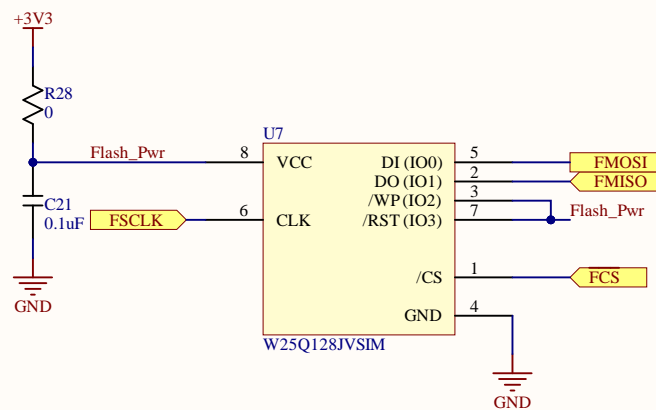 +3V3
R28
0
U7
Flash_Pwr
8
VCC
DI (IO0)
5
FMOSI
DO (IO1)
2
FMISO
/WP (IO2)
3
C21
0.1uF
FSCLK
6
CLK
/RST (IO3)
7
Flash_Pwr
/CS
1
FCS
GND
GND
4
W25Q128JVSIM
GND